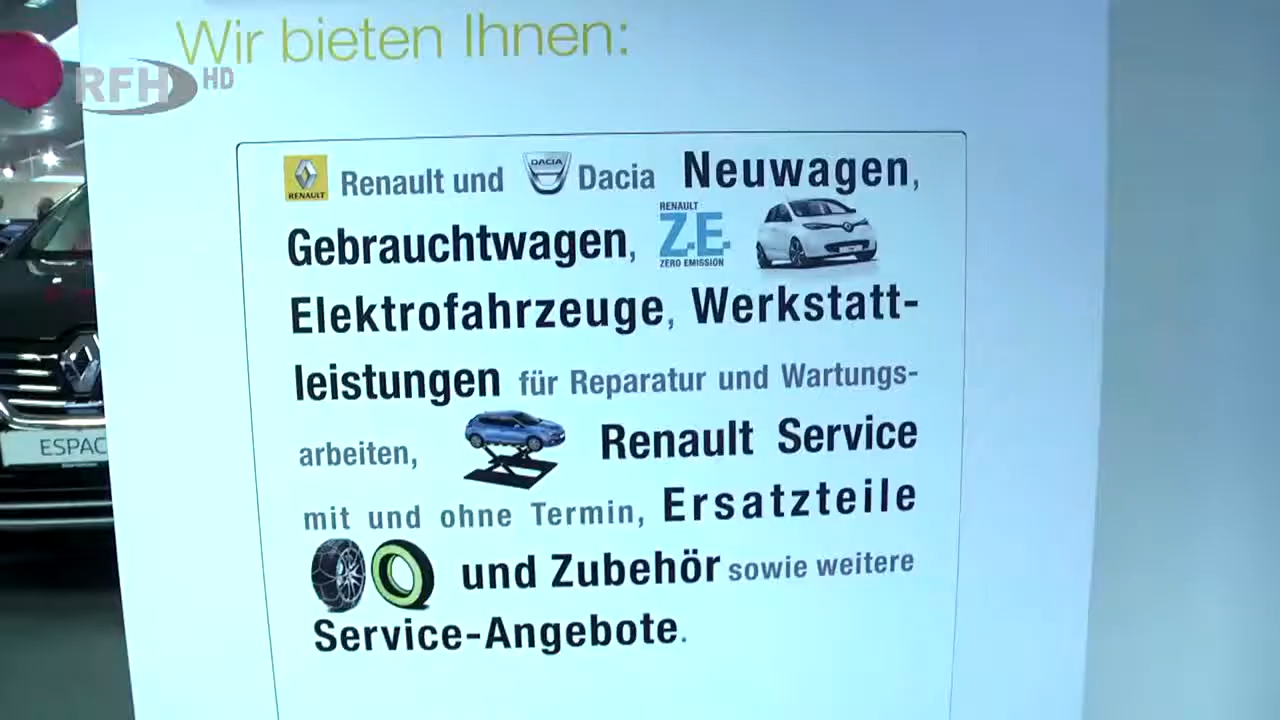 Wir bieten Ihnen:
RFH HD
RENAULT Renault und DACIA Dacia Neuwagen,
Gebrauchtwagen, RENAULT Z.E. ZERO EMISSION
Elektrofahrzeuge, Werkstatt-
leistungen für Reparatur und Wartungs-
arbeiten, Renault Service
mit und ohne Termin, Ersatzteile
und Zubehör sowie weitere
Service-Angebote.
ESPAC